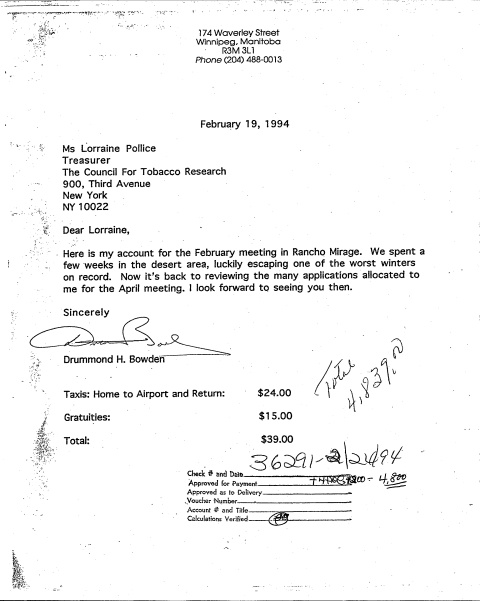 174 Waverley Street
Winnipeg, Manitoba
R3M 3L1
Phone (204) 488-0013
February 19, 1994
Ms Lorraine Pollice
Treasurer
The Council For Tobacco Research
900, Third Avenue
New York
NY 10022
Dear Lorraine,
Here is my account for the February meeting in Rancho Mirage. We spent a
few weeks in the desert area, luckily escaping one of the worst winters
on record. Now it's back to reviewing the many applications allocated to
me for the April meeting. I look forward to seeing you then.
Sincerely
Drummond H. Bowden
Total
4,839.00
Taxis: Home to Airport and Return: $24.00
Gratuities: $15.00
Total: $39.00
36291-2/21/94
Check # and Date
Approved for Payment 4,800
Approved as to Delivery
Voucher Number
Account # and Title
Calculations Verified